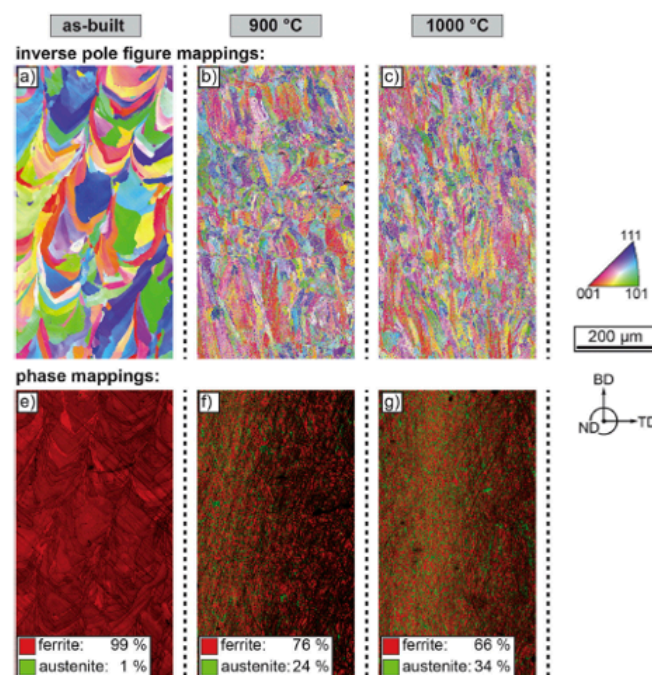 as-built 900 °C 1000 °C
inverse pole figure mappings:
a) b) c)
111
001 101
200 µm
phase mappings:
e) f) g)
BD
ND TD
ferrite: 99 % ferrite: 76 % ferrite: 66 %
austenite: 1 % austenite: 24 % austenite: 34 %